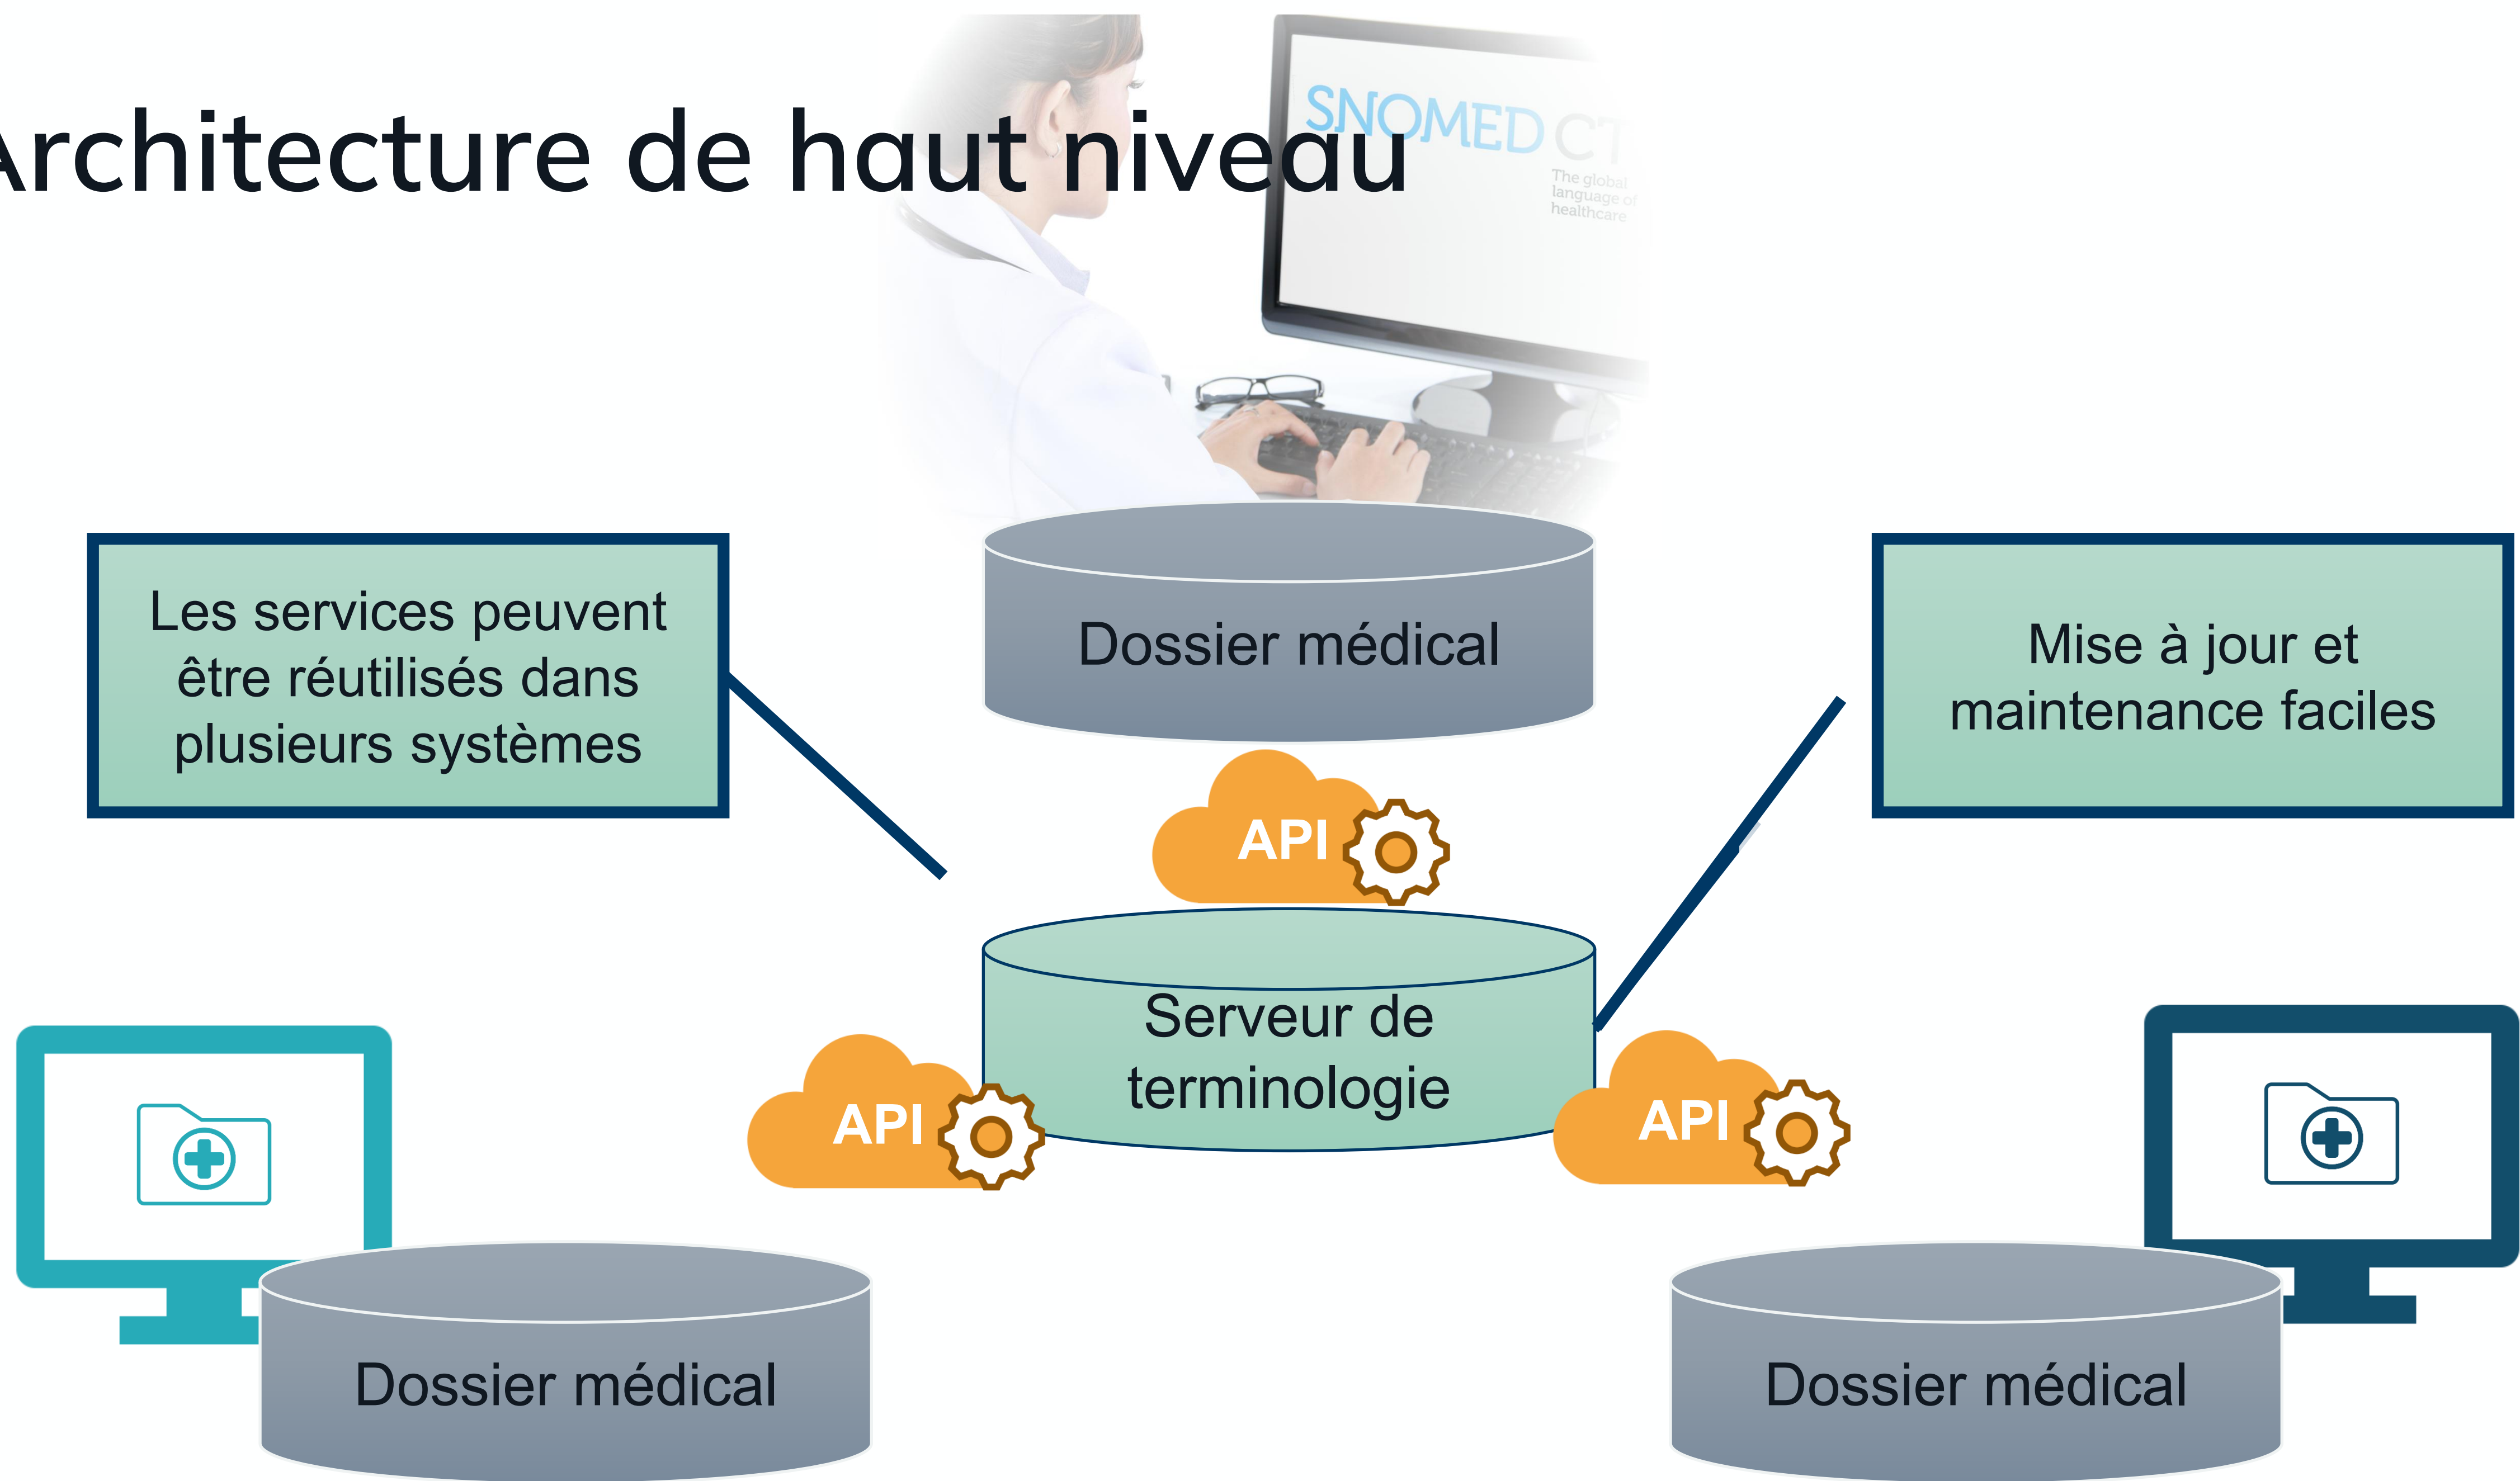 Architecture de haut niveau
SNOMED CT
The global
language of
healthcare
Les services peuvent
être réutilisés dans
plusieurs systèmes
Dossier médical
Mise à jour et
maintenance faciles
API
Serveur de
terminologie
API
API
Dossier médical
Dossier médical